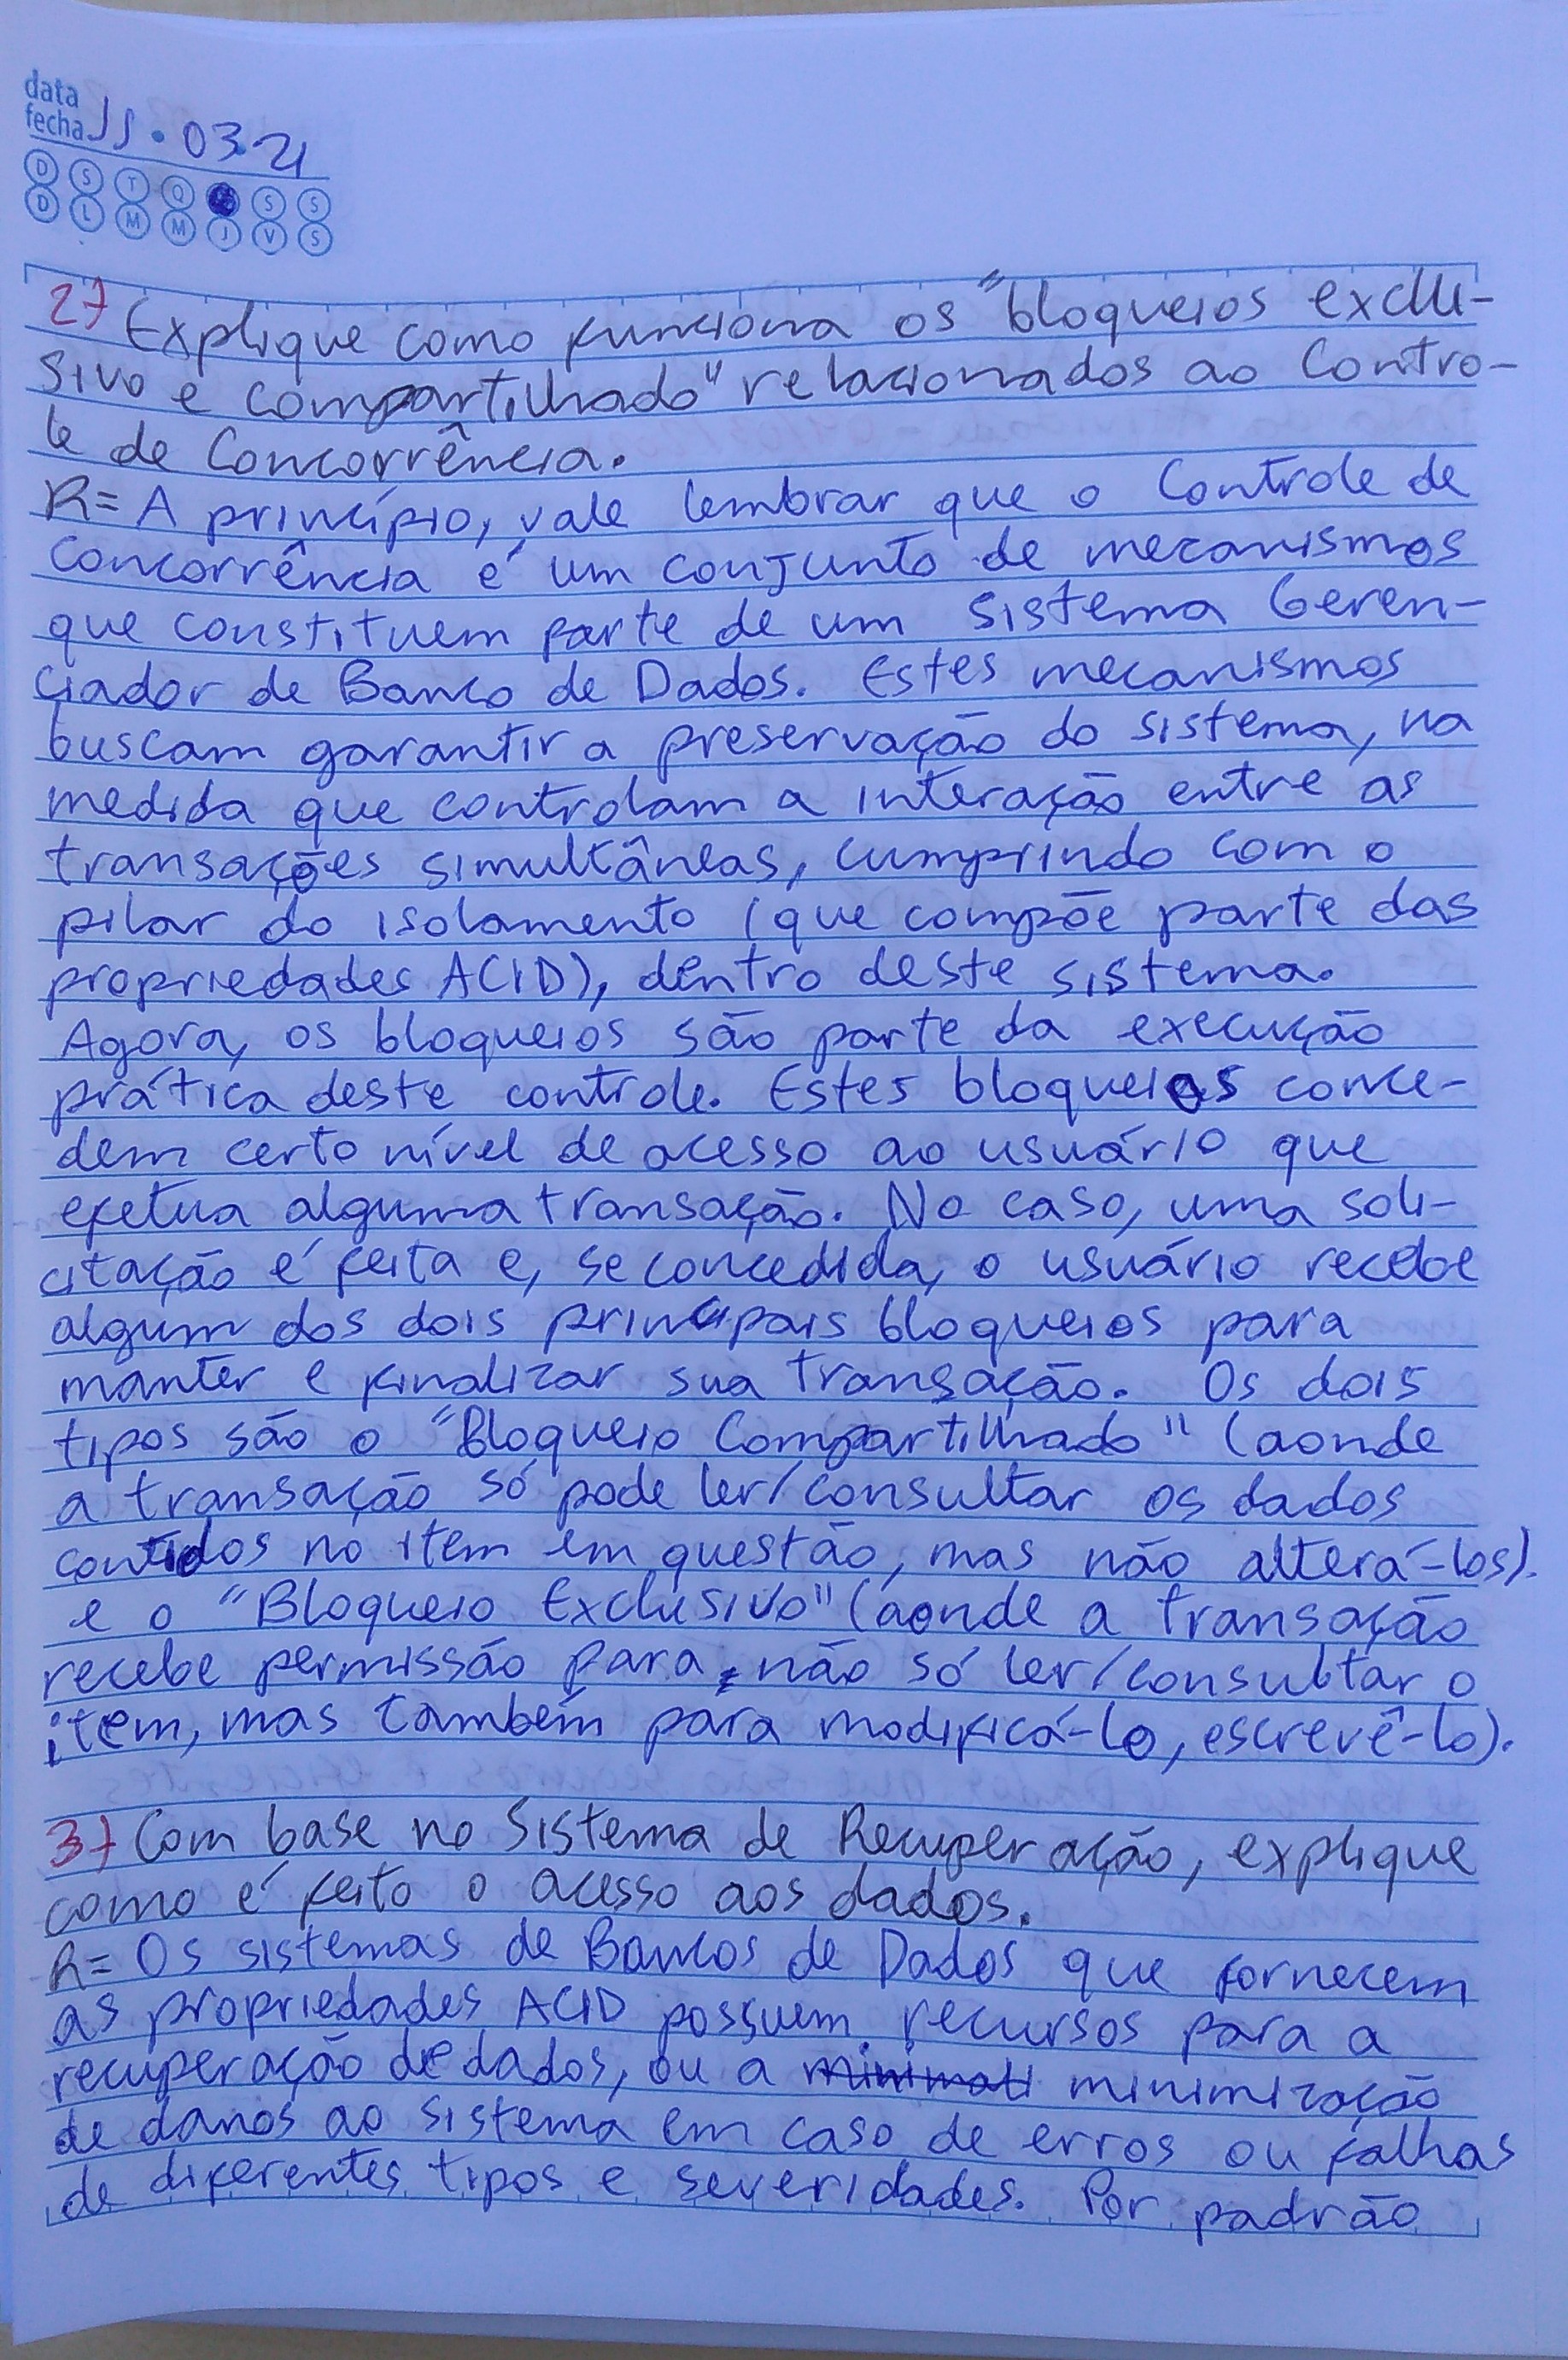 data
fecha 11.03.21
D S T Q S S
D L M M J V S
2) Explique como funciona os "bloqueios exclu-
sivo e compartilhado" relacionados ao Contro-
le de Concorrência.
R= A princípio, vale lembrar que o Controle de
concorrência é um conjunto de mecanismos
que constituem parte de um Sistema Geren-
ciador de Banco de Dados. Estes mecanismos
buscam garantir a preservação do sistema, na
medida que controlam a interação entre as
transações simultâneas, cumprindo com o
pilar do isolamento (que compõe parte das
propriedades ACID), dentro deste sistema.
Agora, os bloqueios são parte da execução
prática deste controle. Estes bloqueios conce-
dem certo nível de acesso ao usuário que
efetua alguma transação. No caso, uma soli-
citação é feita e, se concedida, o usuário recebe
algum dos dois principais bloqueios para
manter e finalizar sua transação. Os dois
tipos são o "Bloqueio Compartilhado" (aonde
a transação só pode ler/consultar os dados
contidos no item em questão, mas não alterá-los).
e o "Bloqueio Exclusivo" (aonde a transação
recebe permissão para, não só ler/consultar o
item, mas também para modificá-lo, escrevê-lo).
3) Com base no Sistema de Recuperação, explique
como é feito o acesso aos dados.
R= Os sistemas de Bancos de Dados que fornecem
as propriedades ACID possuem recursos para a
recuperação de dados, ou a minimização
de danos ao sistema em caso de erros ou falhas
de diferentes tipos e severidades. Por padrão